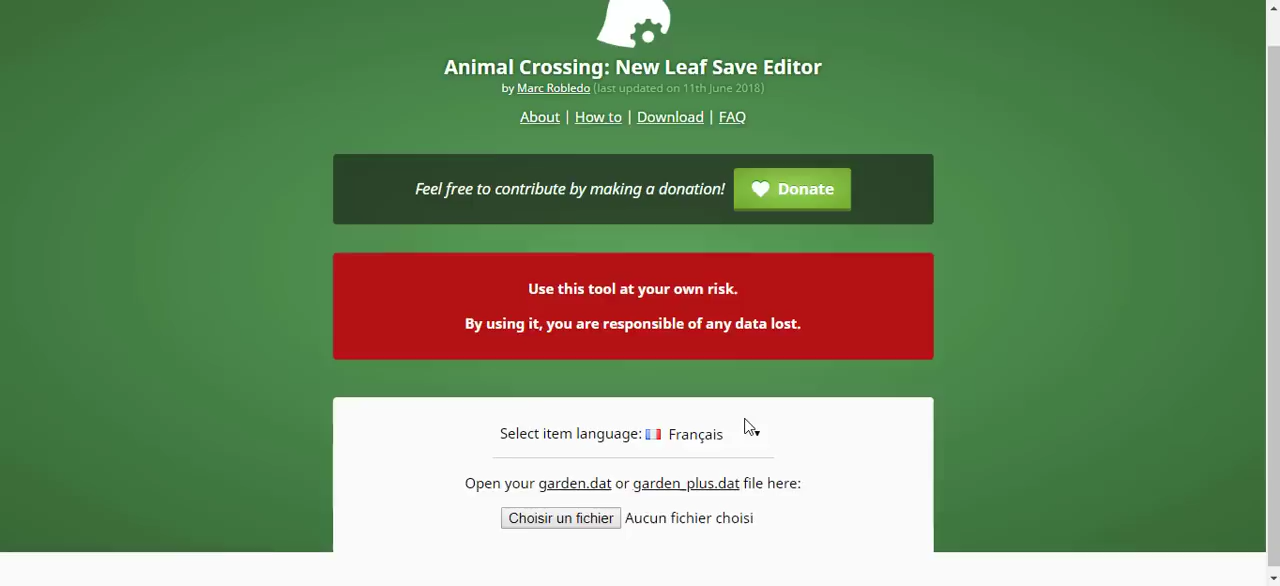 Animal Crossing: New Leaf Save Editor
by Marc Robledo (last updated on 11th June 2018)
About | How to | Download | FAQ
Feel free to contribute by making a donation! Donate
Use this tool at your own risk.
By using it, you are responsible of any data lost.
Select item language: Français
Open your garden.dat or garden_plus.dat file here:
Choisir un fichier Aucun fichier choisi